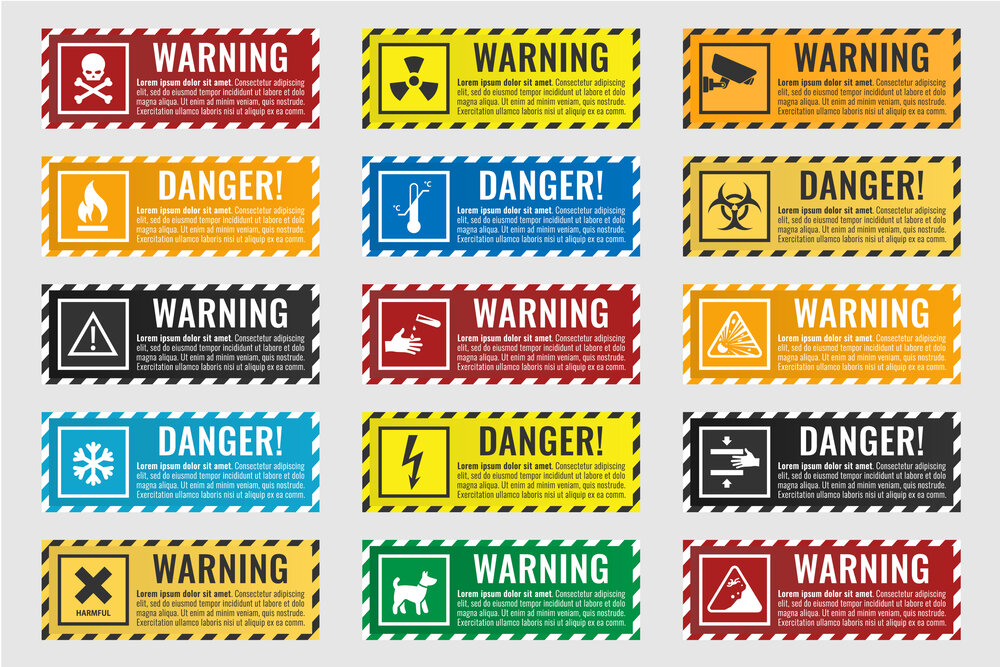 WARNING
Lorem ipsum dolor sit amet. Consectetur adipiscing
elit, sed do eiusmod tempor incididunt ut labore et dolo
magna aliqua. Ut enim ad minim veniam, quis nostrude.
Exercitation ullamco laboris nisi ut aliquip ex ea comm.
WARNING
Lorem ipsum dolor sit amet. Consectetur adipiscing
elit, sed do eiusmod tempor incididunt ut labore et dolo
magna aliqua. Ut enim ad minim veniam, quis nostrude.
Exercitation ullamco laboris nisi ut aliquip ex ea comm.
WARNING
Lorem ipsum dolor sit amet. Consectetur adipiscing
elit, sed do eiusmod tempor incididunt ut labore et dolo
magna aliqua. Ut enim ad minim veniam, quis nostrude.
Exercitation ullamco laboris nisi ut aliquip ex ea comm.
DANGER!
Lorem ipsum dolor sit amet. Consectetur adipiscing
elit, sed do eiusmod tempor incididunt ut labore et dolo
magna aliqua. Ut enim ad minim veniam, quis nostrude.
Exercitation ullamco laboris nisi ut aliquip ex ea comm.
°C
°C
DANGER!
Lorem ipsum dolor sit amet. Consectetur adipiscing
elit, sed do eiusmod tempor incididunt ut labore et dolo
magna aliqua. Ut enim ad minim veniam, quis nostrude.
Exercitation ullamco laboris nisi ut aliquip ex ea comm.
DANGER!
Lorem ipsum dolor sit amet. Consectetur adipiscing
elit, sed do eiusmod tempor incididunt ut labore et dolo
magna aliqua. Ut enim ad minim veniam, quis nostrude.
Exercitation ullamco laboris nisi ut aliquip ex ea comm.
WARNING
Lorem ipsum dolor sit amet. Consectetur adipiscing
elit, sed do eiusmod tempor incididunt ut labore et dolo
magna aliqua. Ut enim ad minim veniam, quis nostrude.
Exercitation ullamco laboris nisi ut aliquip ex ea comm.
WARNING
Lorem ipsum dolor sit amet. Consectetur adipiscing
elit, sed do eiusmod tempor incididunt ut labore et dolo
magna aliqua. Ut enim ad minim veniam, quis nostrude.
Exercitation ullamco laboris nisi ut aliquip ex ea comm.
WARNING
Lorem ipsum dolor sit amet. Consectetur adipiscing
elit, sed do eiusmod tempor incididunt ut labore et dolo
magna aliqua. Ut enim ad minim veniam, quis nostrude.
Exercitation ullamco laboris nisi ut aliquip ex ea comm.
DANGER!
Lorem ipsum dolor sit amet. Consectetur adipiscing
elit, sed do eiusmod tempor incididunt ut labore et dolo
magna aliqua. Ut enim ad minim veniam, quis nostrude.
Exercitation ullamco laboris nisi ut aliquip ex ea comm.
DANGER!
Lorem ipsum dolor sit amet. Consectetur adipiscing
elit, sed do eiusmod tempor incididunt ut labore et dolo
magna aliqua. Ut enim ad minim veniam, quis nostrude.
Exercitation ullamco laboris nisi ut aliquip ex ea comm.
DANGER!
Lorem ipsum dolor sit amet. Consectetur adipiscing
elit, sed do eiusmod tempor incididunt ut labore et dolo
magna aliqua. Ut enim ad minim veniam, quis nostrude.
Exercitation ullamco laboris nisi ut aliquip ex ea comm.
HARMFUL
WARNING
Lorem ipsum dolor sit amet. Consectetur adipiscing
elit, sed do eiusmod tempor incididunt ut labore et dolo
magna aliqua. Ut enim ad minim veniam, quis nostrude.
Exercitation ullamco laboris nisi ut aliquip ex ea comm.
WARNING
Lorem ipsum dolor sit amet. Consectetur adipiscing
elit, sed do eiusmod tempor incididunt ut labore et dolo
magna aliqua. Ut enim ad minim veniam, quis nostrude.
Exercitation ullamco laboris nisi ut aliquip ex ea comm.
WARNING
Lorem ipsum dolor sit amet. Consectetur adipiscing
elit, sed do eiusmod tempor incididunt ut labore et dolo
magna aliqua. Ut enim ad minim veniam, quis nostrude.
Exercitation ullamco laboris nisi ut aliquip ex ea comm.